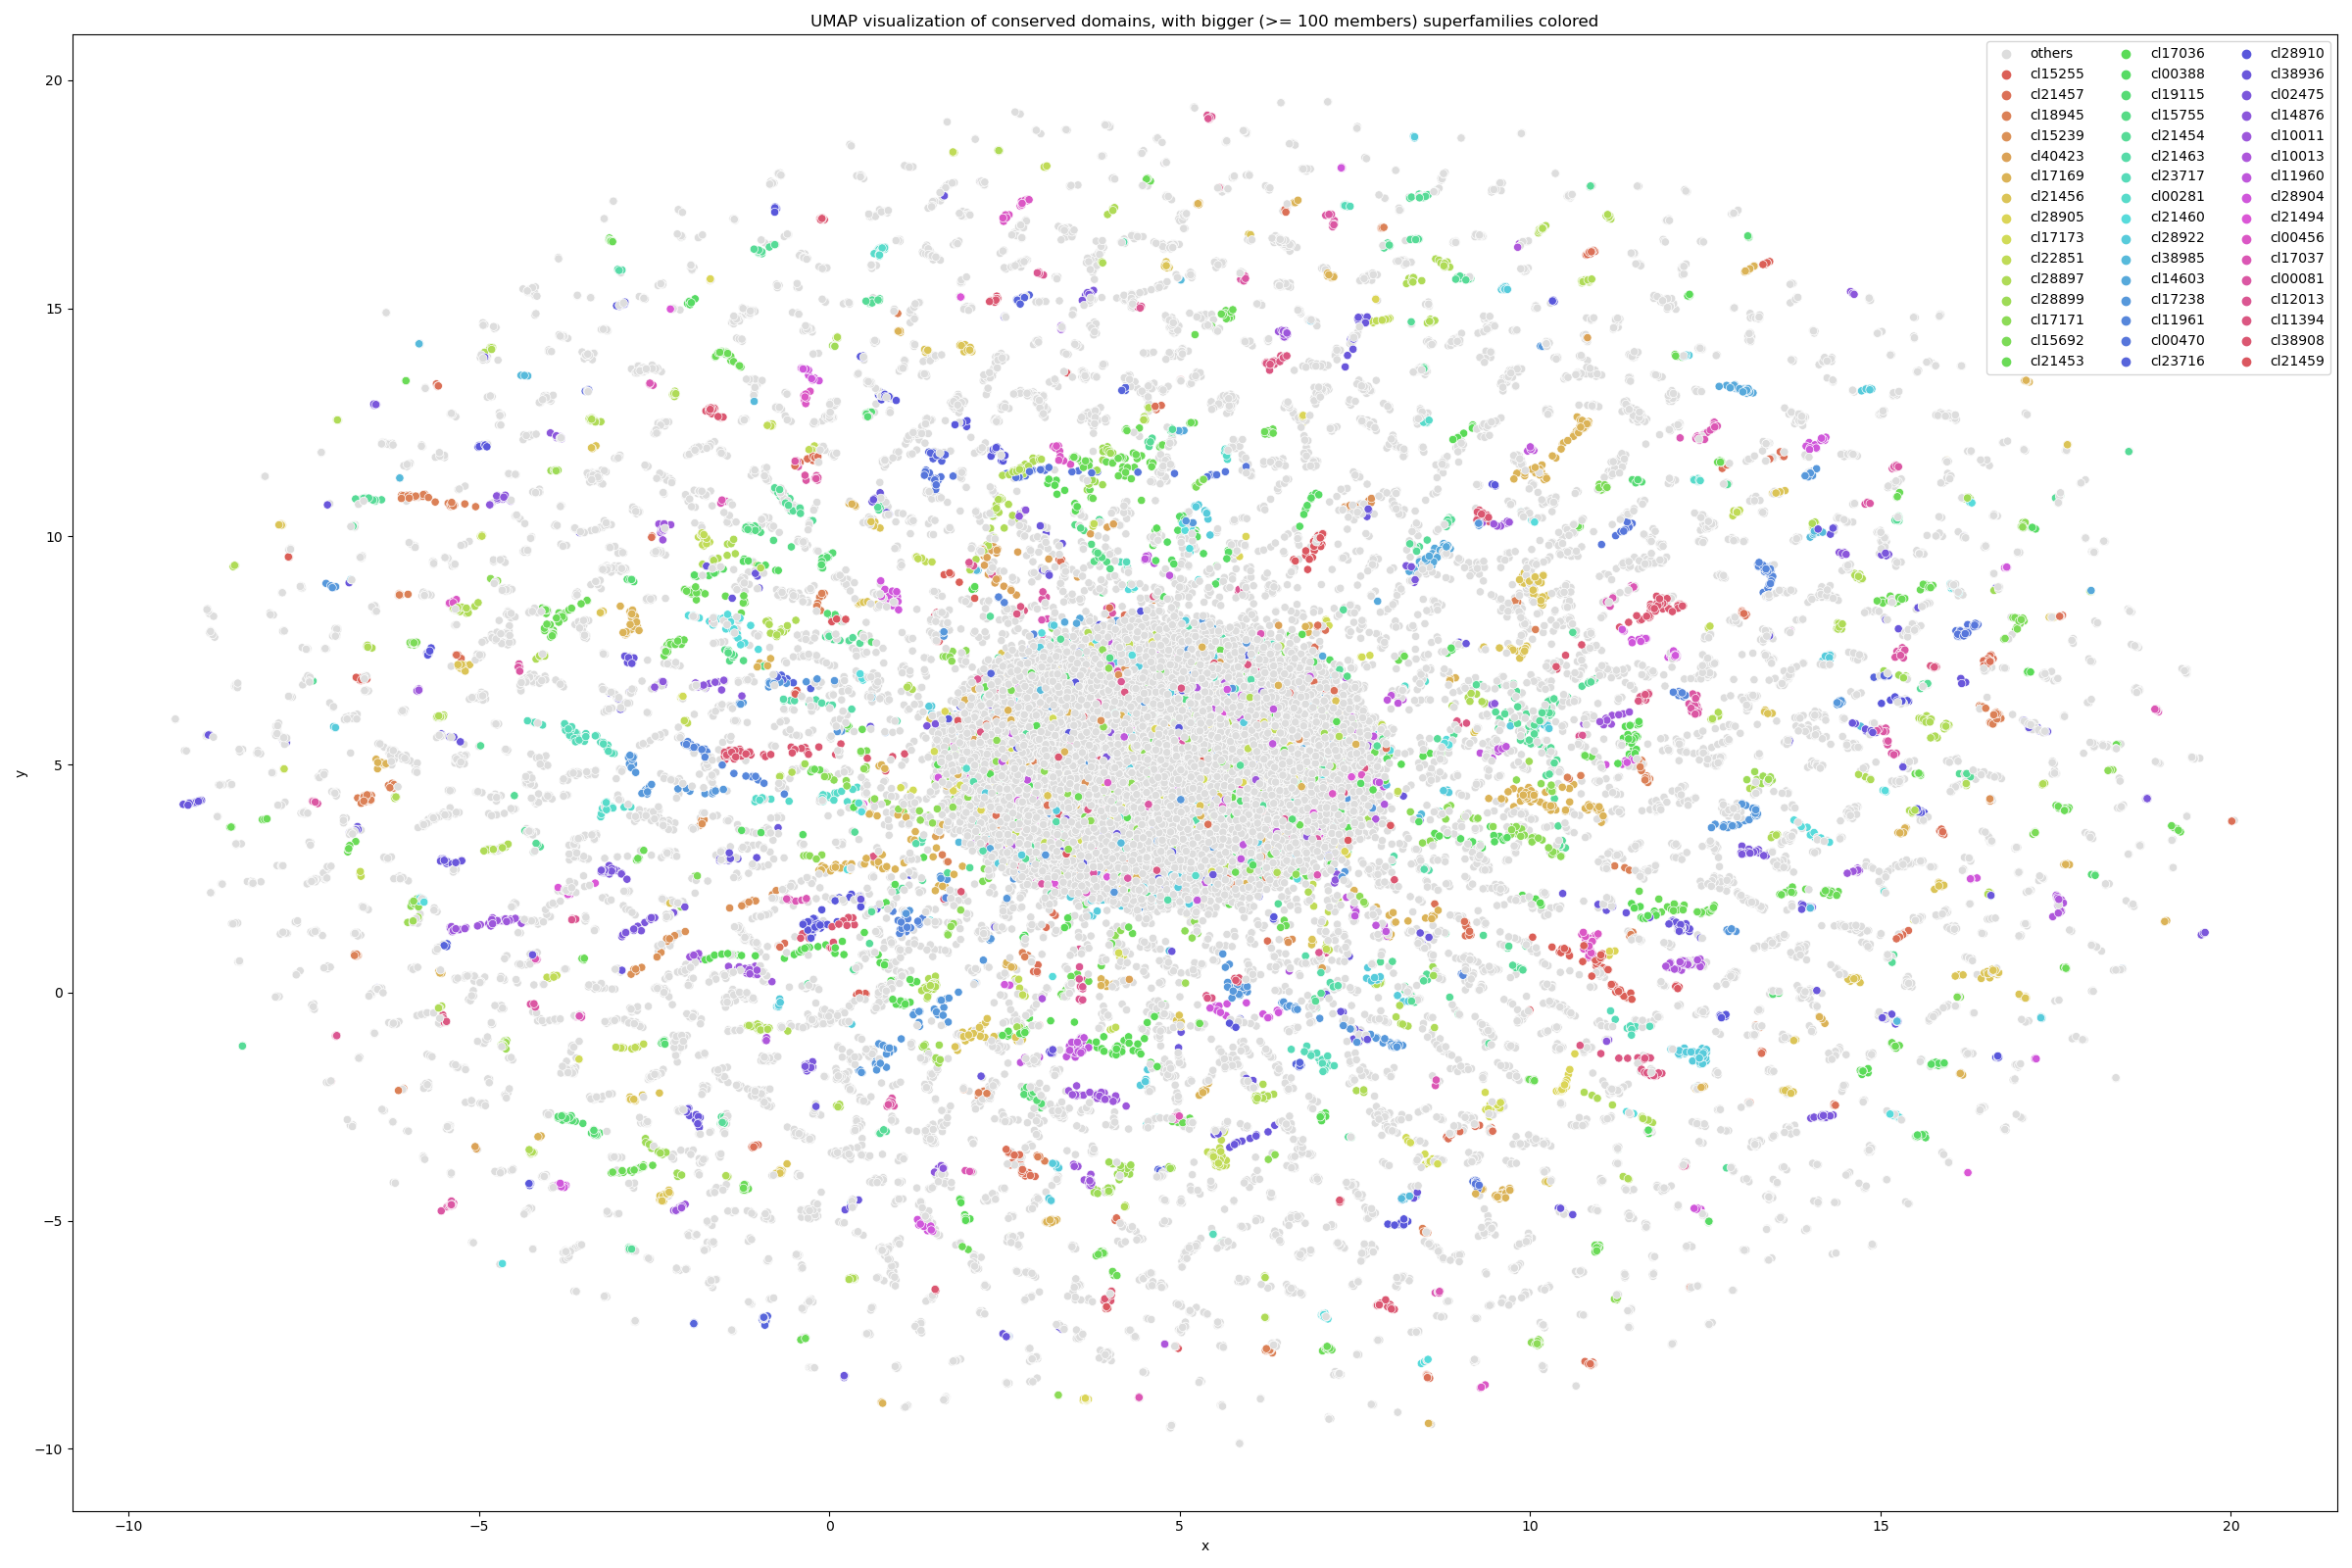 UMAP visualization of conserved domains, with bigger (>= 100 members) superfamilies colored
others cl17036 cl28910
cl15255 cl00388 cl38936
cl21457 cl19115 cl02475
cl18945 cl15755 cl14876
cl15239 cl21454 cl10011
cl40423 cl21463 cl10013
cl17169 cl23717 cl11960
cl21456 cl00281 cl28904
cl28905 cl21460 cl21494
cl17173 cl28922 cl00456
cl22851 cl38985 cl17037
cl28897 cl14603 cl00081
cl28899 cl17238 cl12013
cl17171 cl11961 cl11394
cl15692 cl00470 cl38908
cl21453 cl23716 cl21459
20
15
10
5
0
−5
−10
y
−10 −5 0 5 10 15 20
x